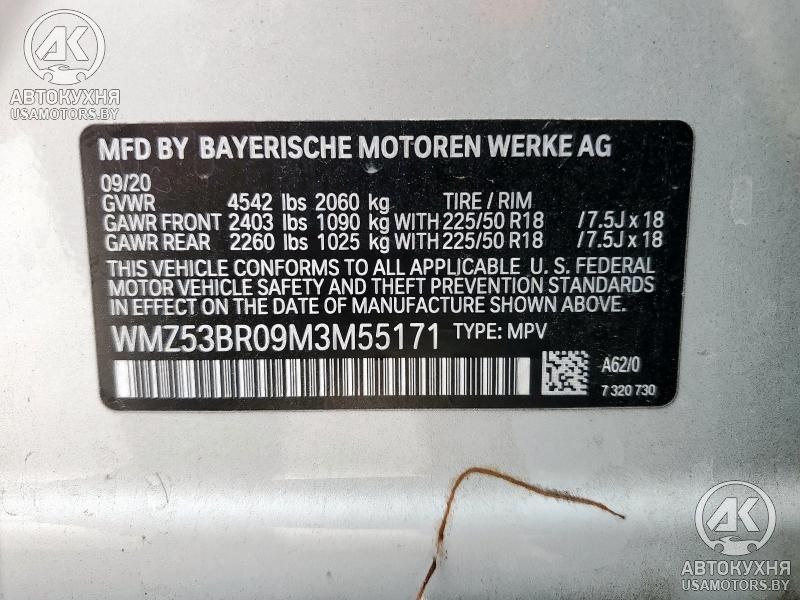 AK
АВТОКУХНЯ
USAMOTORS.BY
MFD BY BAYERISCHE MOTOREN WERKE AG
09/20
GVWR 4542 lbs 2060 kg TIRE / RIM
GAWR FRONT 2403 lbs 1090 kg WITH 225/50 R18 /7.5J x 18
GAWR REAR 2260 lbs 1025 kg WITH 225/50 R18 /7.5J x 18
THIS VEHICLE CONFORMS TO ALL APPLICABLE U. S. FEDERAL
MOTOR VEHICLE SAFETY AND THEFT PREVENTION STANDARDS
IN EFFECT ON THE DATE OF MANUFACTURE SHOWN ABOVE.
WMZ53BR09M3M55171 TYPE: MPV
A62/0
7 320 730
AK
АВТОКУХНЯ
USAMOTORS.BY